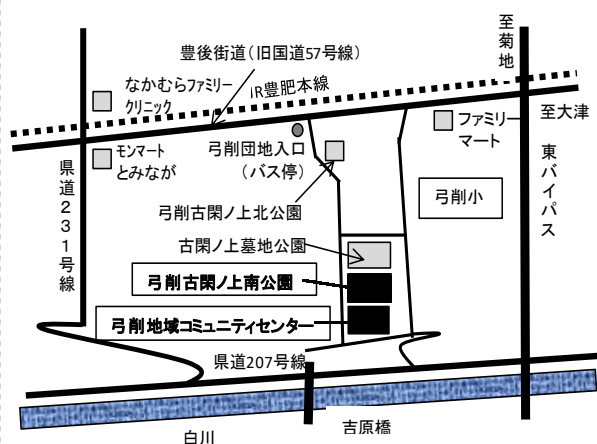 至菊地
豊後街道（旧国道57号線）
なかむらファミリー
クリニック
JR豊肥本線
至大津
ファミリー
マート
モンマート
とみなが
弓削団地入口
（バス停）
東バイパス
県道231号線
弓削小
弓削古閑ノ上北公園
古閑ノ上墓地公園
弓削古閑ノ上南公園
弓削地域コミュニティセンター
県道207号線
白川
吉原橋